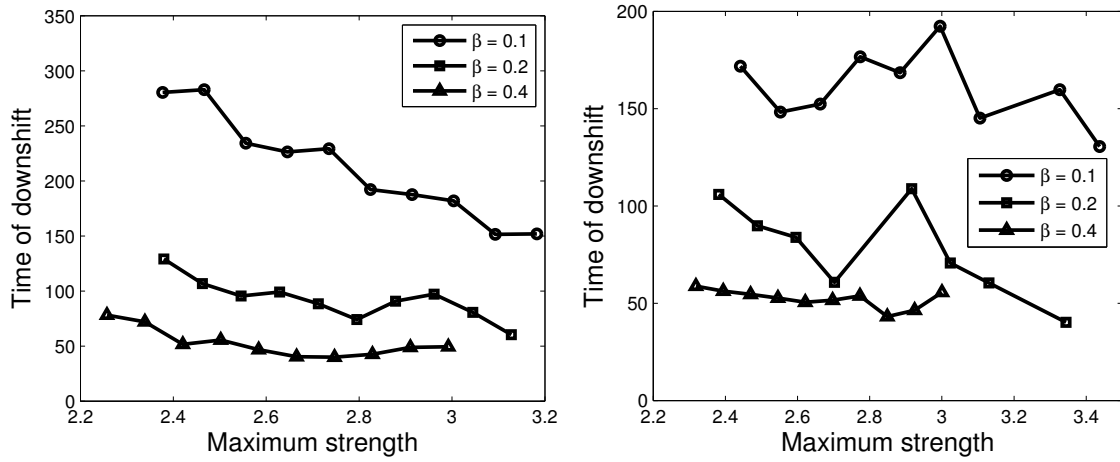 350
300
250
200
150
100
50
0
Time of downshift
β = 0.1
β = 0.2
β = 0.4
2.2 2.4 2.6 2.8 3 3.2
Maximum strength
200
150
100
50
0
Time of downshift
β = 0.1
β = 0.2
β = 0.4
2.2 2.4 2.6 2.8 3 3.2 3.4
Maximum strength